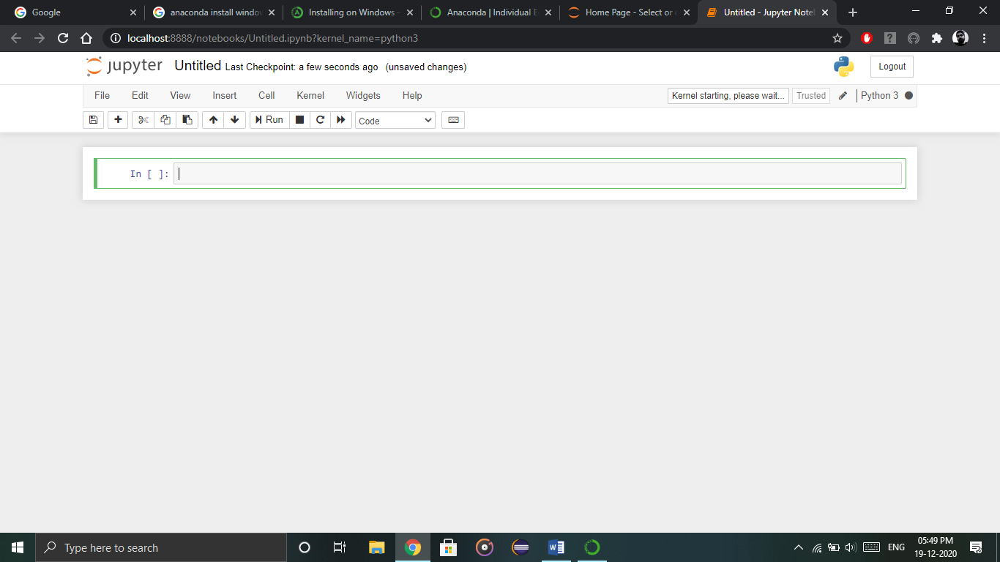 Google
anaconda install windo
Installing on Windows
Anaconda | Individual E
Home Page - Select or
Untitled - Jupyter Note
localhost:8888/notebooks/Untitled.ipynb?kernel_name=python3
jupyter Untitled Last Checkpoint: a few seconds ago (unsaved changes)
Logout
File Edit View Insert Cell Kernel Widgets Help
Kernel starting, please wait... Trusted Python 3
Run Code
In [ ]:
Type here to search
ENG
05:49 PM
19-12-2020